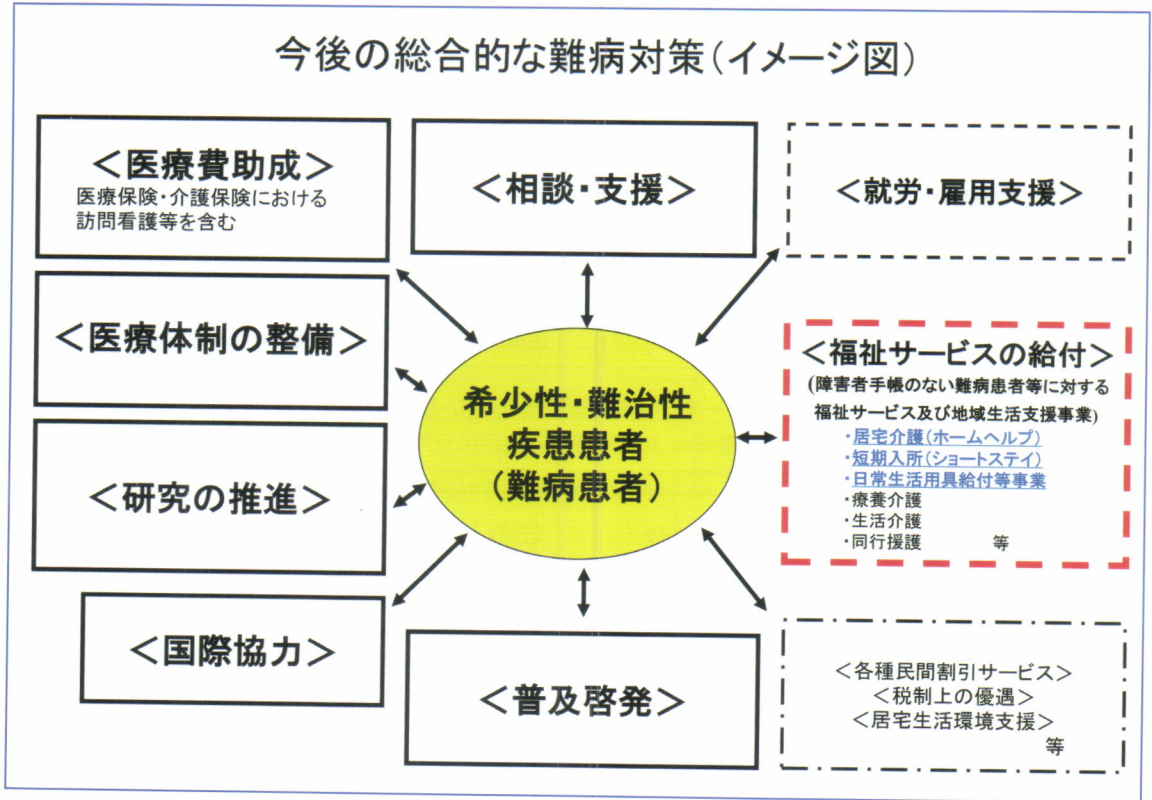 今後の総合的な難病対策(イメージ図)
＜医療費助成＞
医療保険・介護保険における
訪問看護等を含む
＜相談・支援＞
＜就労・雇用支援＞
＜医療体制の整備＞
＜福祉サービスの給付＞
(障害者手帳のない難病患者等に対する
福祉サービス及び地域生活支援事業)
・居宅介護(ホームヘルプ)
・短期入所(ショートステイ)
・日常生活用具給付等事業
・療養介護
・生活介護
・同行援護　等
希少性・難治性
疾患患者
(難病患者)
＜研究の推進＞
＜国際協力＞
＜普及啓発＞
＜各種民間割引サービス＞
＜税制上の優遇＞
＜居宅生活環境支援＞
等